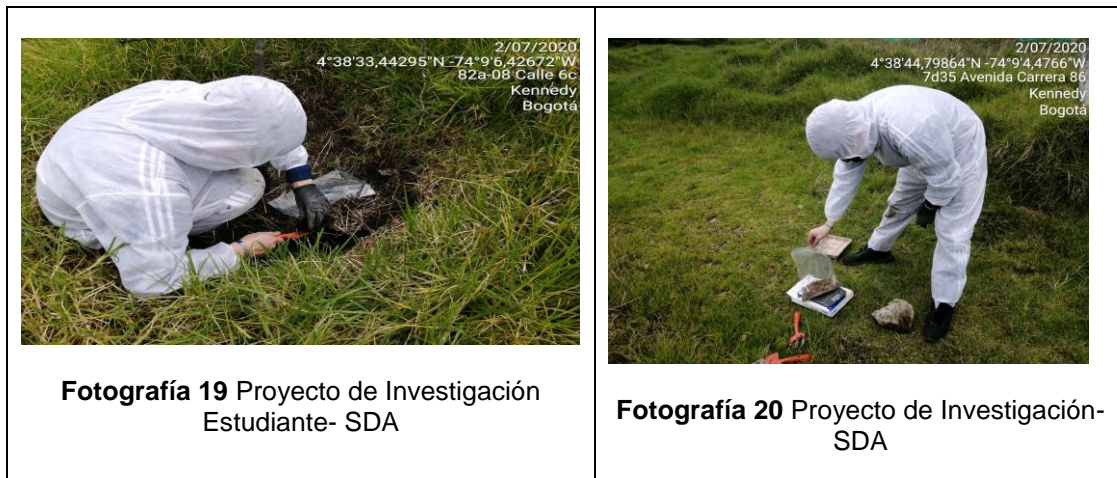 2/07/2020
4°38'33,44295"N -74°9'6,42672"W
82a-08 Calle 6c
Kennedy
Bogotá
Fotografía 19 Proyecto de Investigación
Estudiante- SDA
2/07/2020
4°38'44,79864"N -74°9'4,4766"W
7d35 Avenida Carrera 86
Kennedy
Bogotá
Fotografía 20 Proyecto de Investigación-
SDA